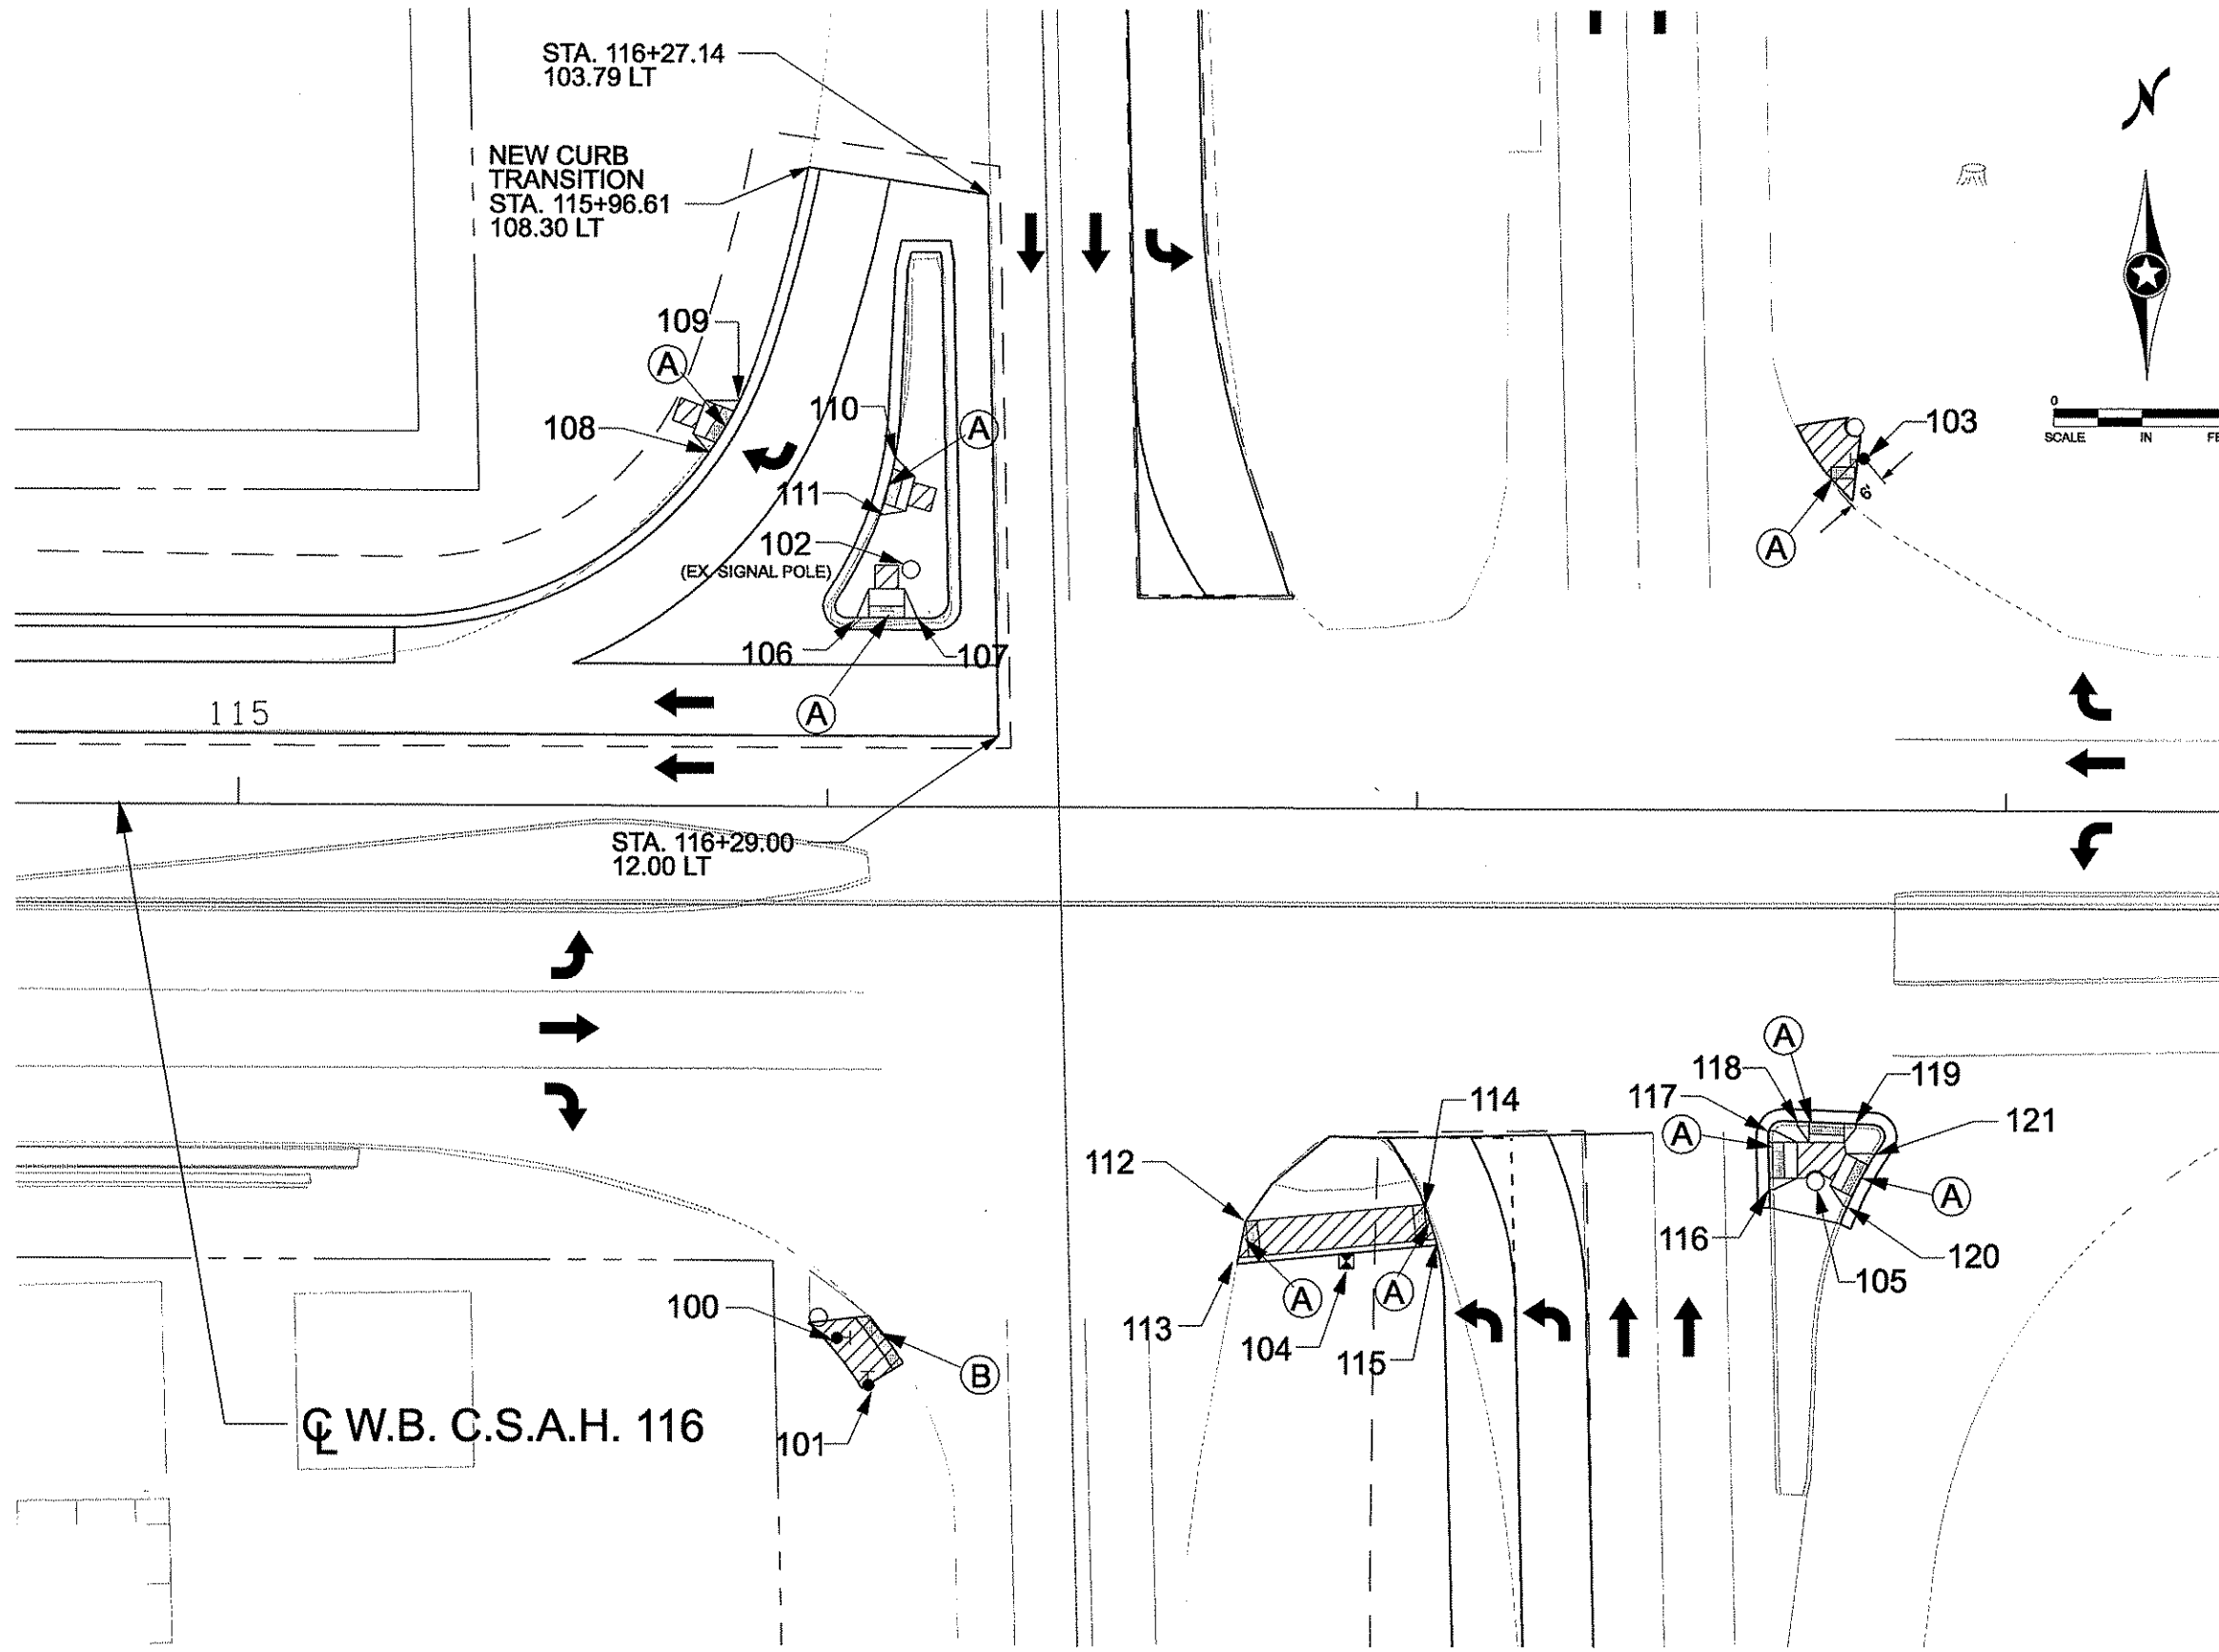 STA. 116+27.14
103.79 LT
N
NEW CURB
TRANSITION
STA. 115+96.61
108.30 LT
109
A
108
110
A
103
0
SCALE IN FE
111
6'
102
(EX. SIGNAL POLE)
A
106
107
115
A
STA. 116+29.00
12.00 LT
A
118
119
117
114
121
A
112
A
116
120
105
A
A
100
113
104
115
B
101
℄ W.B. C.S.A.H. 116